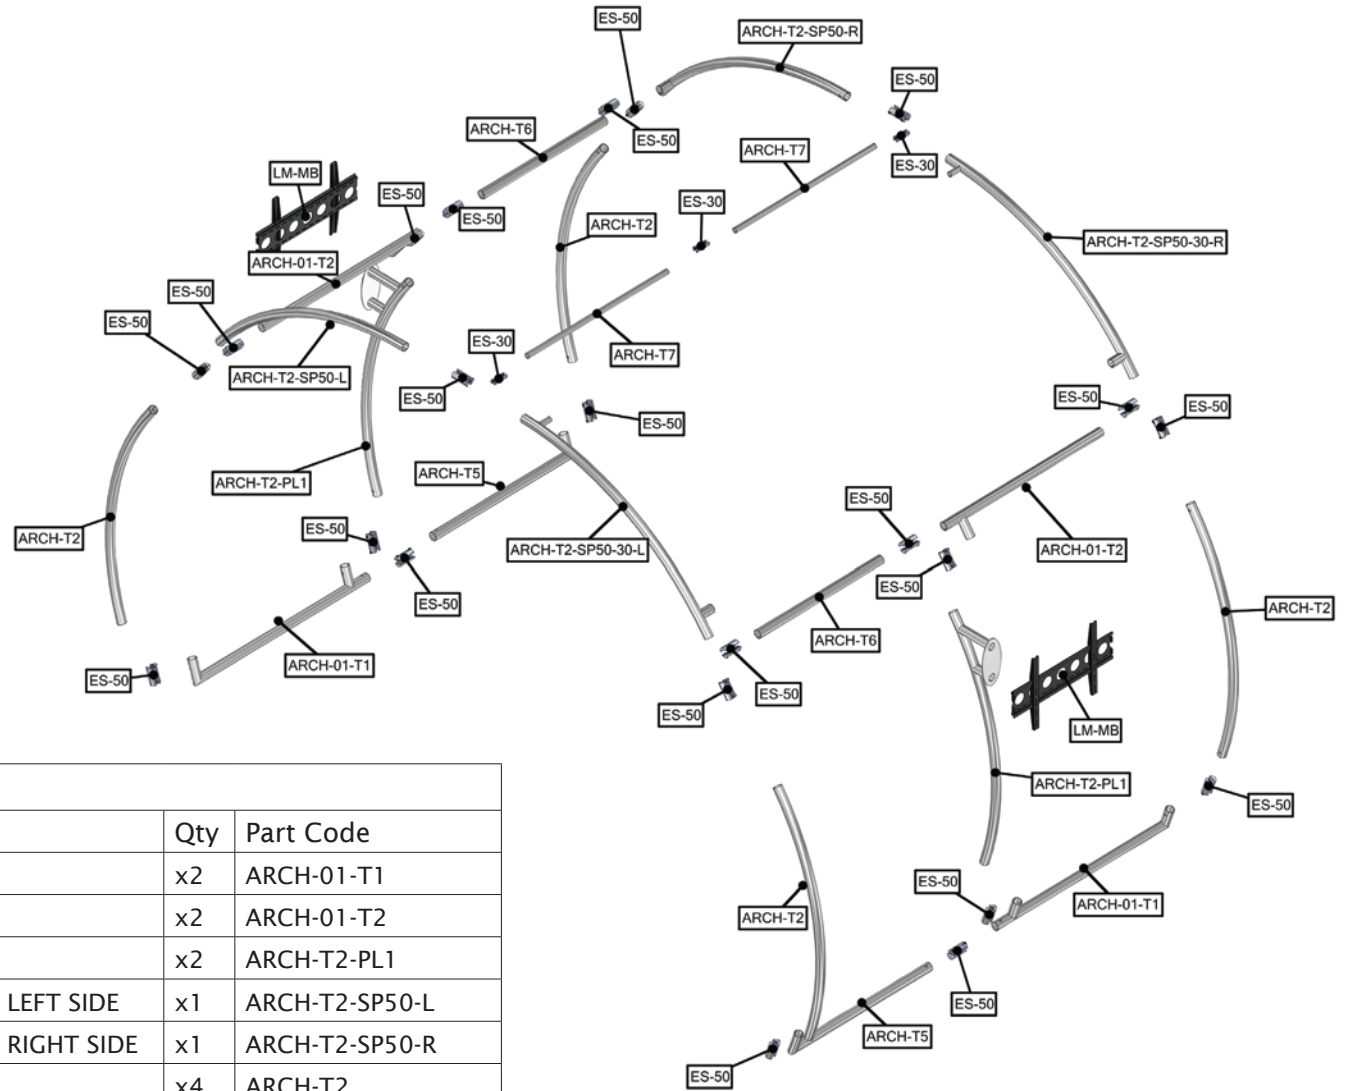 ES-50
ARCH-T2-SP50-R
ES-50
ARCH-T6
ES-50
ARCH-T7
ES-30
LM-MB
ES-50
ES-30
ES-50
ARCH-T2
ARCH-T2-SP50-30-R
ARCH-01-T2
ES-50
ES-50
ES-30
ARCH-T7
ARCH-T2-SP50-L
ES-50
ES-50
ES-50
ES-50
ARCH-T5
ARCH-T2-PL1
ES-50
ES-50
ARCH-T2
ARCH-T2-SP50-30-L
ARCH-01-T2
ES-50
ES-50
ARCH-T2
ARCH-T6
ARCH-01-T1
ES-50
ES-50
ES-50
LM-MB
ARCH-T2-PL1
ES-50
ES-50
ARCH-01-T1
ARCH-T2
ES-50
ARCH-T5
ES-50
Qty Part Code
x2 ARCH-01-T1
x2 ARCH-01-T2
x2 ARCH-T2-PL1
LEFT SIDE x1 ARCH-T2-SP50-L
RIGHT SIDE x1 ARCH-T2-SP50-R
x4 ARCH-T2